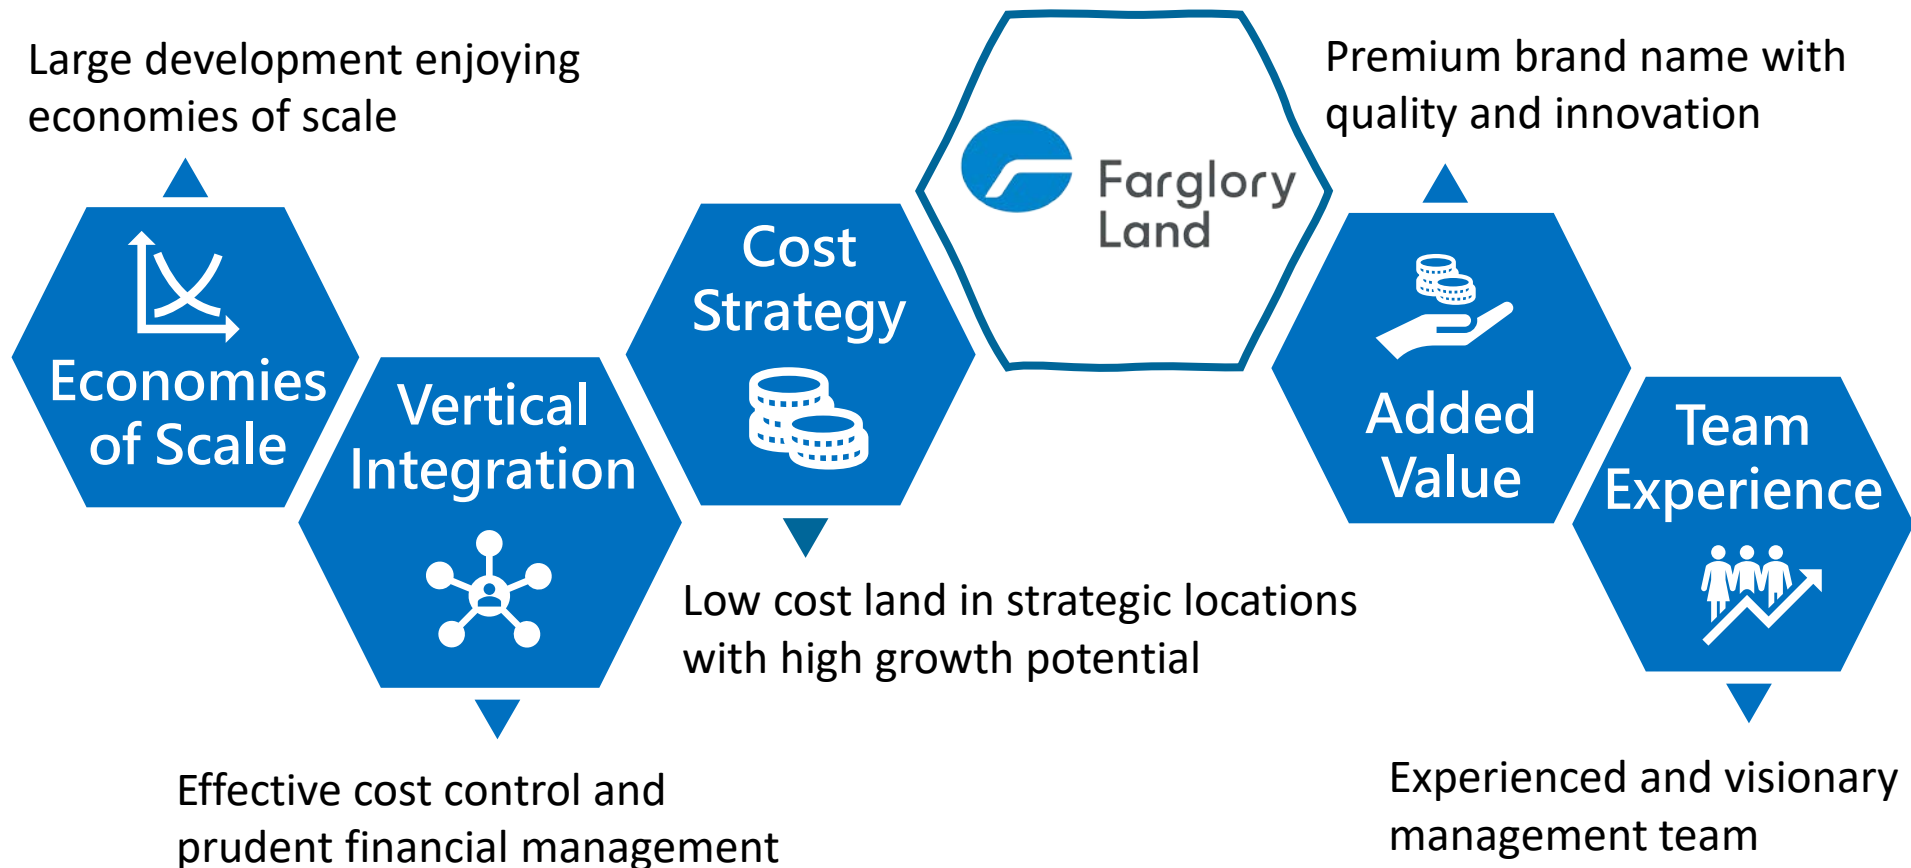 Large development enjoying
economies of scale
Economies
of Scale
Vertical
Integration
Effective cost control and
prudent financial management
Cost
Strategy
Low cost land in strategic locations
with high growth potential
Farglory
Land
Premium brand name with
quality and innovation
Added
Value
Team
Experience
Experienced and visionary
management team